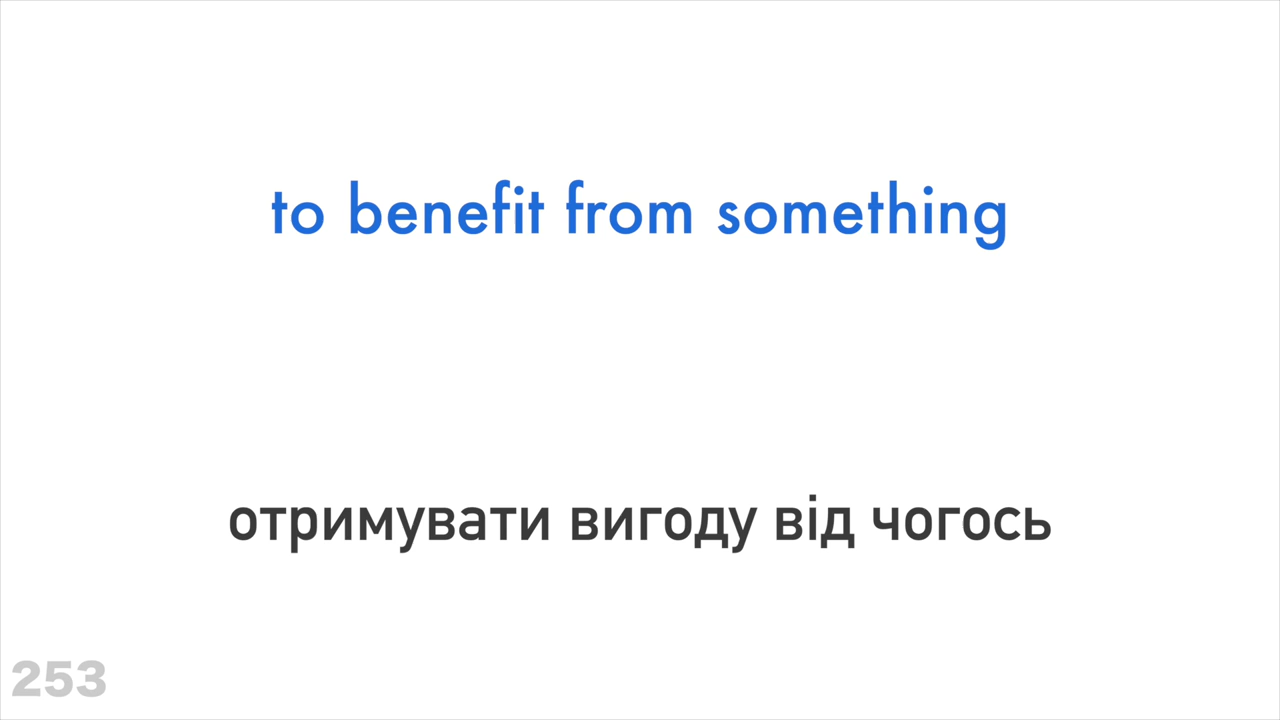 to benefit from something
отримувати вигоду від чогось
253